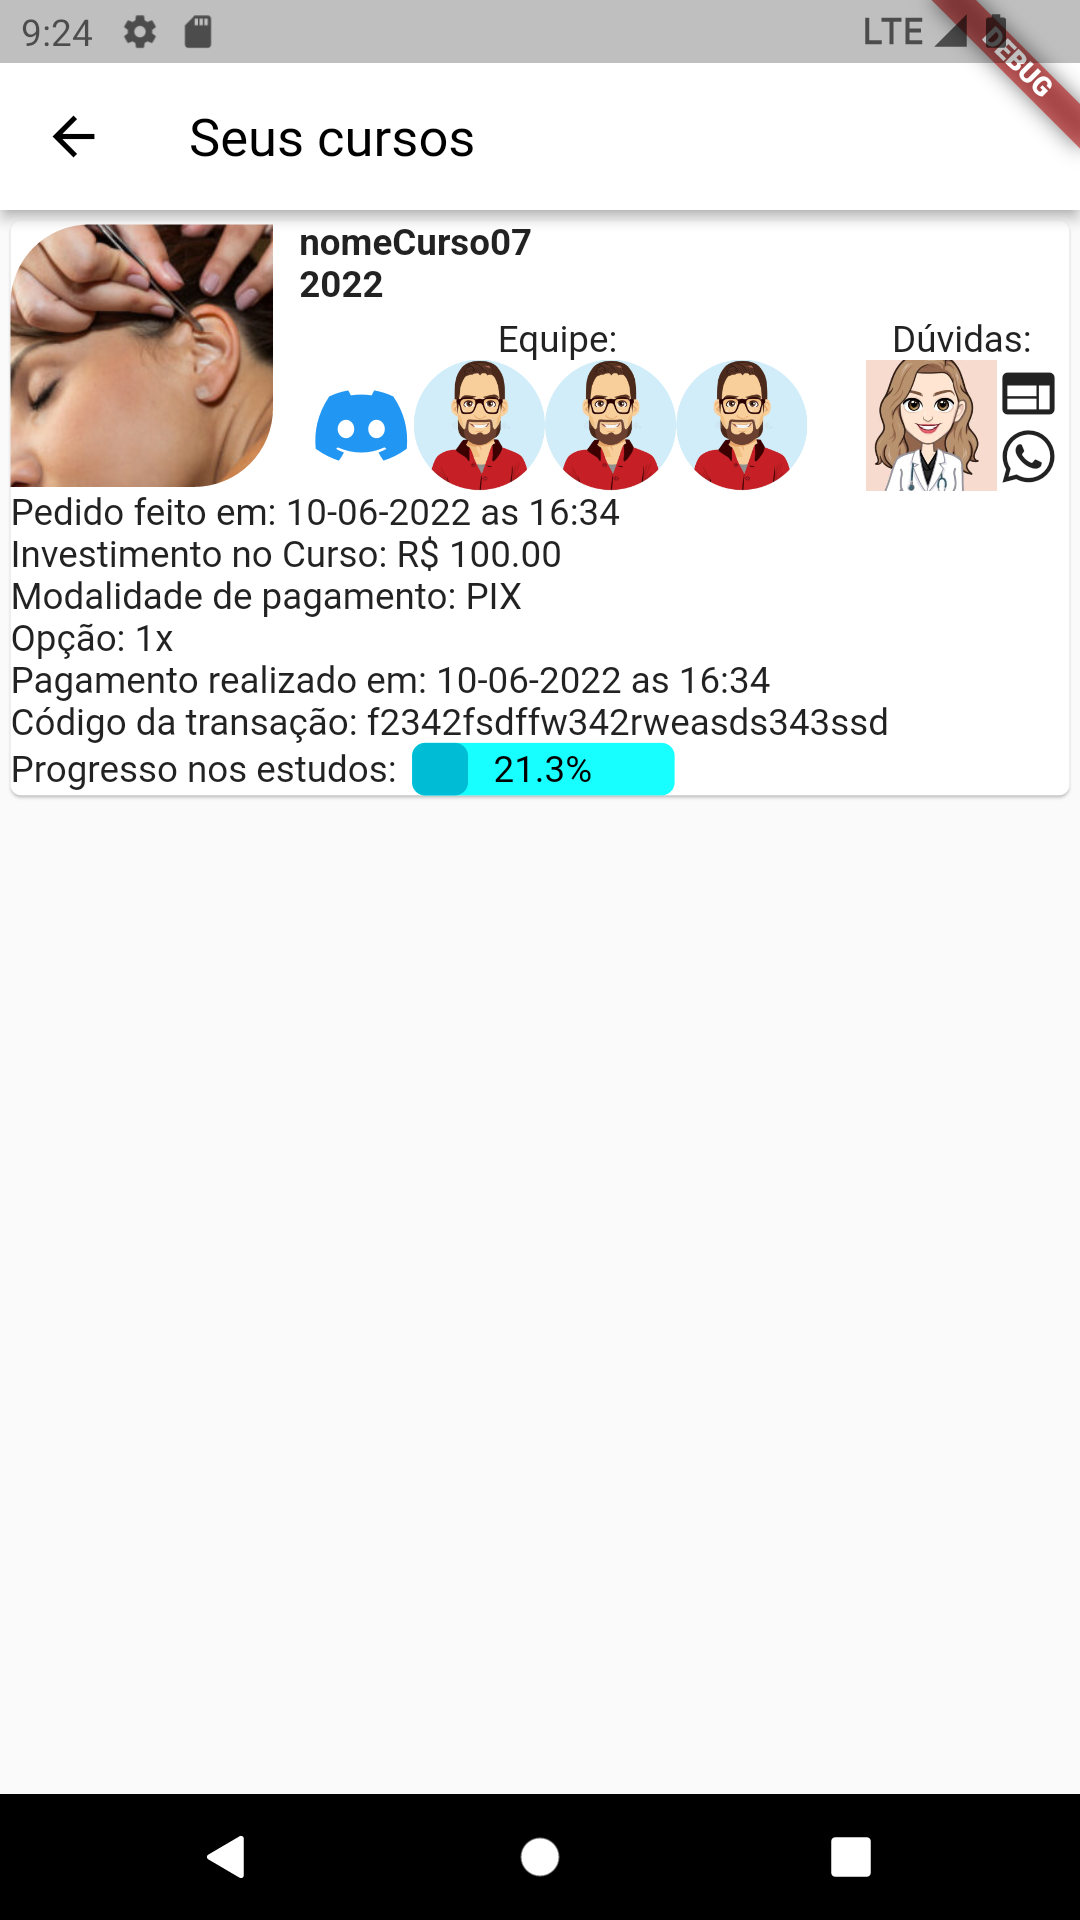 9:24
LTE
DEBUG
Seus cursos
nomeCurso07
2022
Equipe:
Dúvidas:
Pedido feito em: 10-06-2022 as 16:34
Investimento no Curso: R$ 100.00
Modalidade de pagamento: PIX
Opção: 1x
Pagamento realizado em: 10-06-2022 as 16:34
Código da transação: f2342fsdffw342rweasds343ssd
Progresso nos estudos: 21.3%